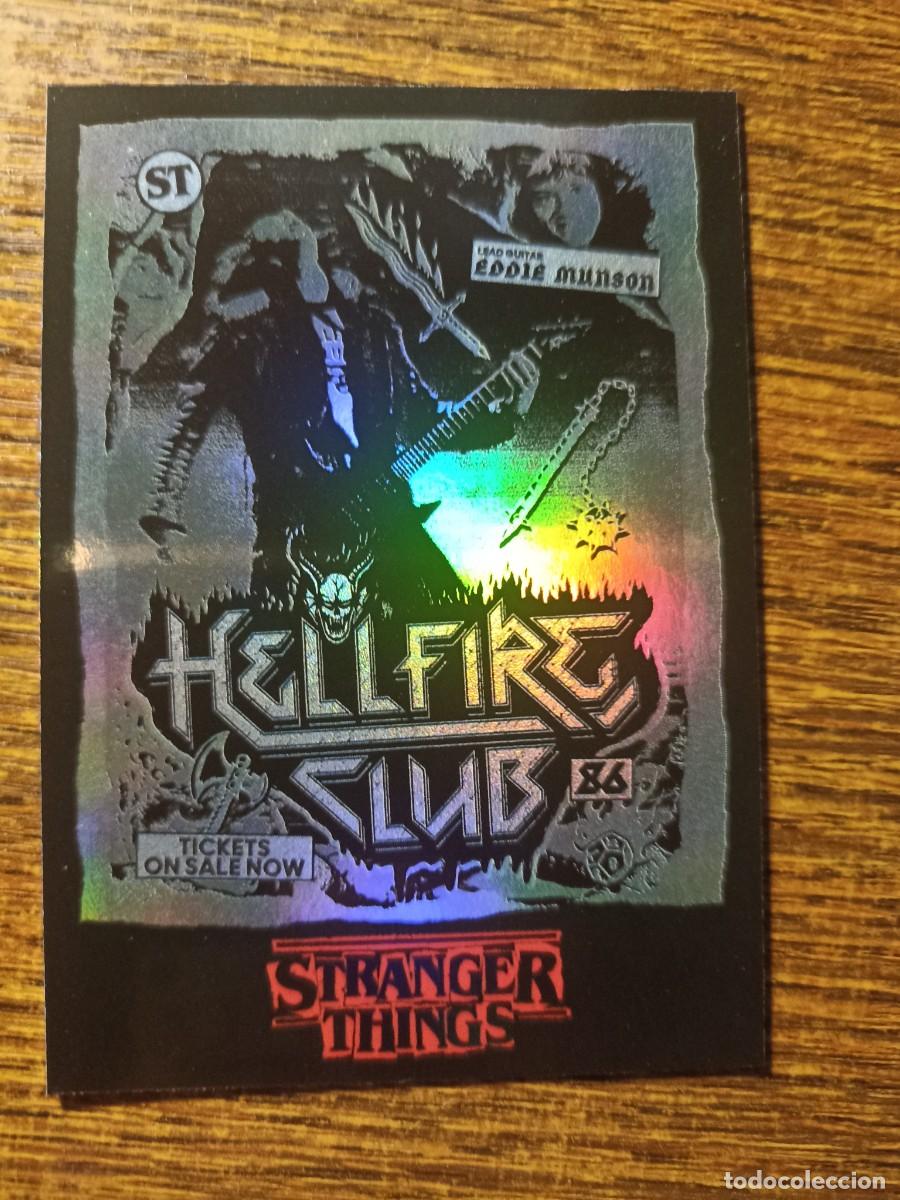 ST
LEAD GUITAR
EDDIE MUNSON
HELLFIRE
CLUB
86
TICKETS
ON SALE NOW
STRANGER
THINGS
todocoleccion